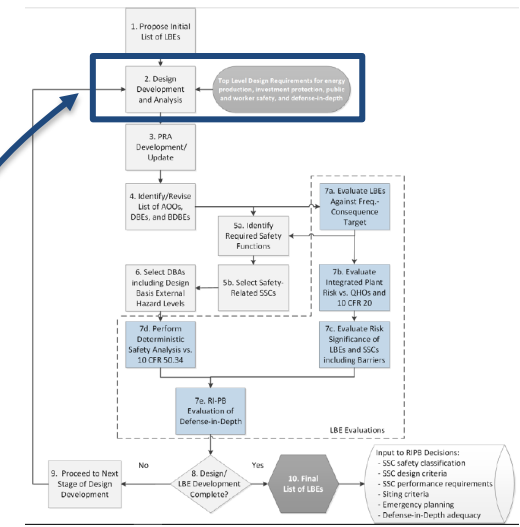 1. Propose Initial
List of LBEs
2. Design
Development
and Analysis
Top Level Design Requirements for energy
production, investment protection, public
and worker safety, and defense-in-depth
3. PRA
Development/
Update
4. Identify/Revise
List of AOOs,
DBEs, and BDBEs
7a. Evaluate LBEs
Against Freq.-
Consequence
Target
5a. Identify
Required Safety
Functions
6. Select DBAs
including Design
Basis External
Hazard Levels
5b. Select Safety-
Related SSCs
7b. Evaluate
Integrated Plant
Risk vs. QHOs and
10 CFR 20
7d. Perform
Deterministic
Safety Analysis vs.
10 CFR 50.34
7c. Evaluate Risk
Significance of
LBEs and SSCs
including Barriers
7e. RI-PB
Evaluation of
Defense-in-Depth
LBE Evaluations
9. Proceed to Next
Stage of Design
Development
No
8. Design/
LBE Development
Complete?
Yes
10. Final
List of LBEs
Input to RIPB Decisions:
- SSC safety classification
- SSC design criteria
- SSC performance requirements
- Siting criteria
- Emergency planning
- Defense-in-Depth adequacy